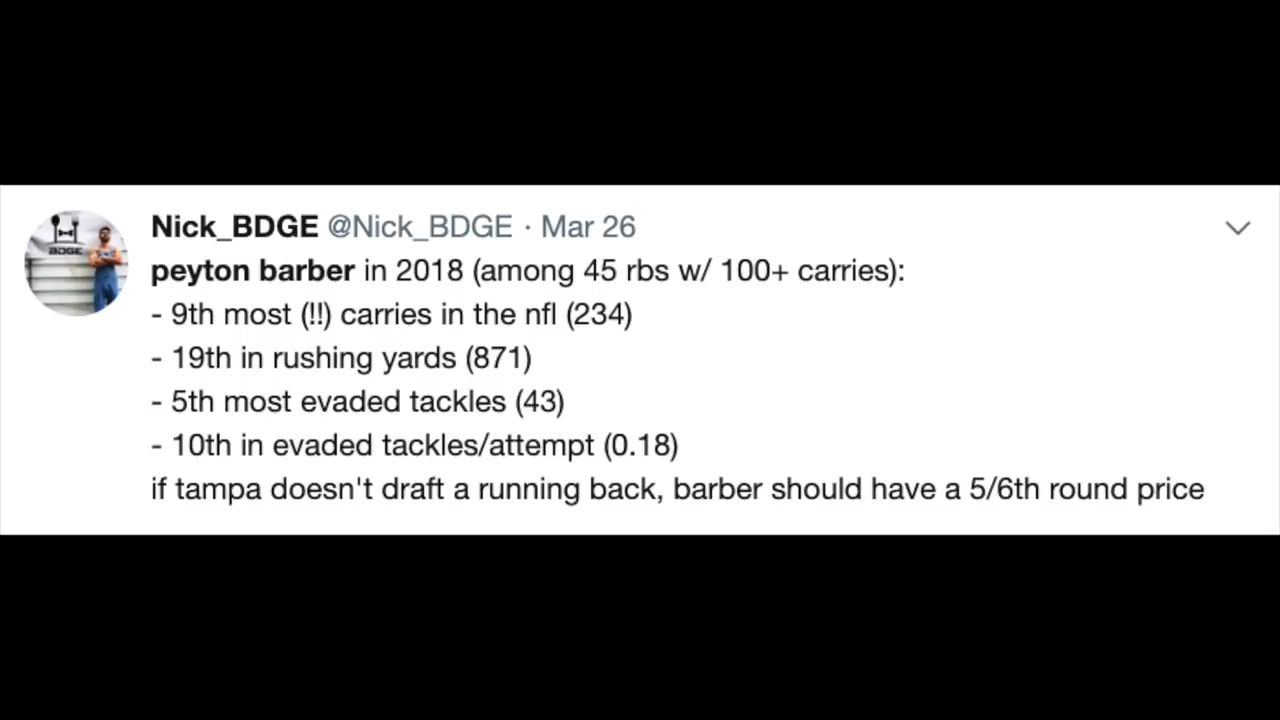 BDGE
Nick_BDGE @Nick_BDGE · Mar 26
peyton barber in 2018 (among 45 rbs w/ 100+ carries):
- 9th most (!!) carries in the nfl (234)
- 19th in rushing yards (871)
- 5th most evaded tackles (43)
- 10th in evaded tackles/attempt (0.18)
if tampa doesn't draft a running back, barber should have a 5/6th round price